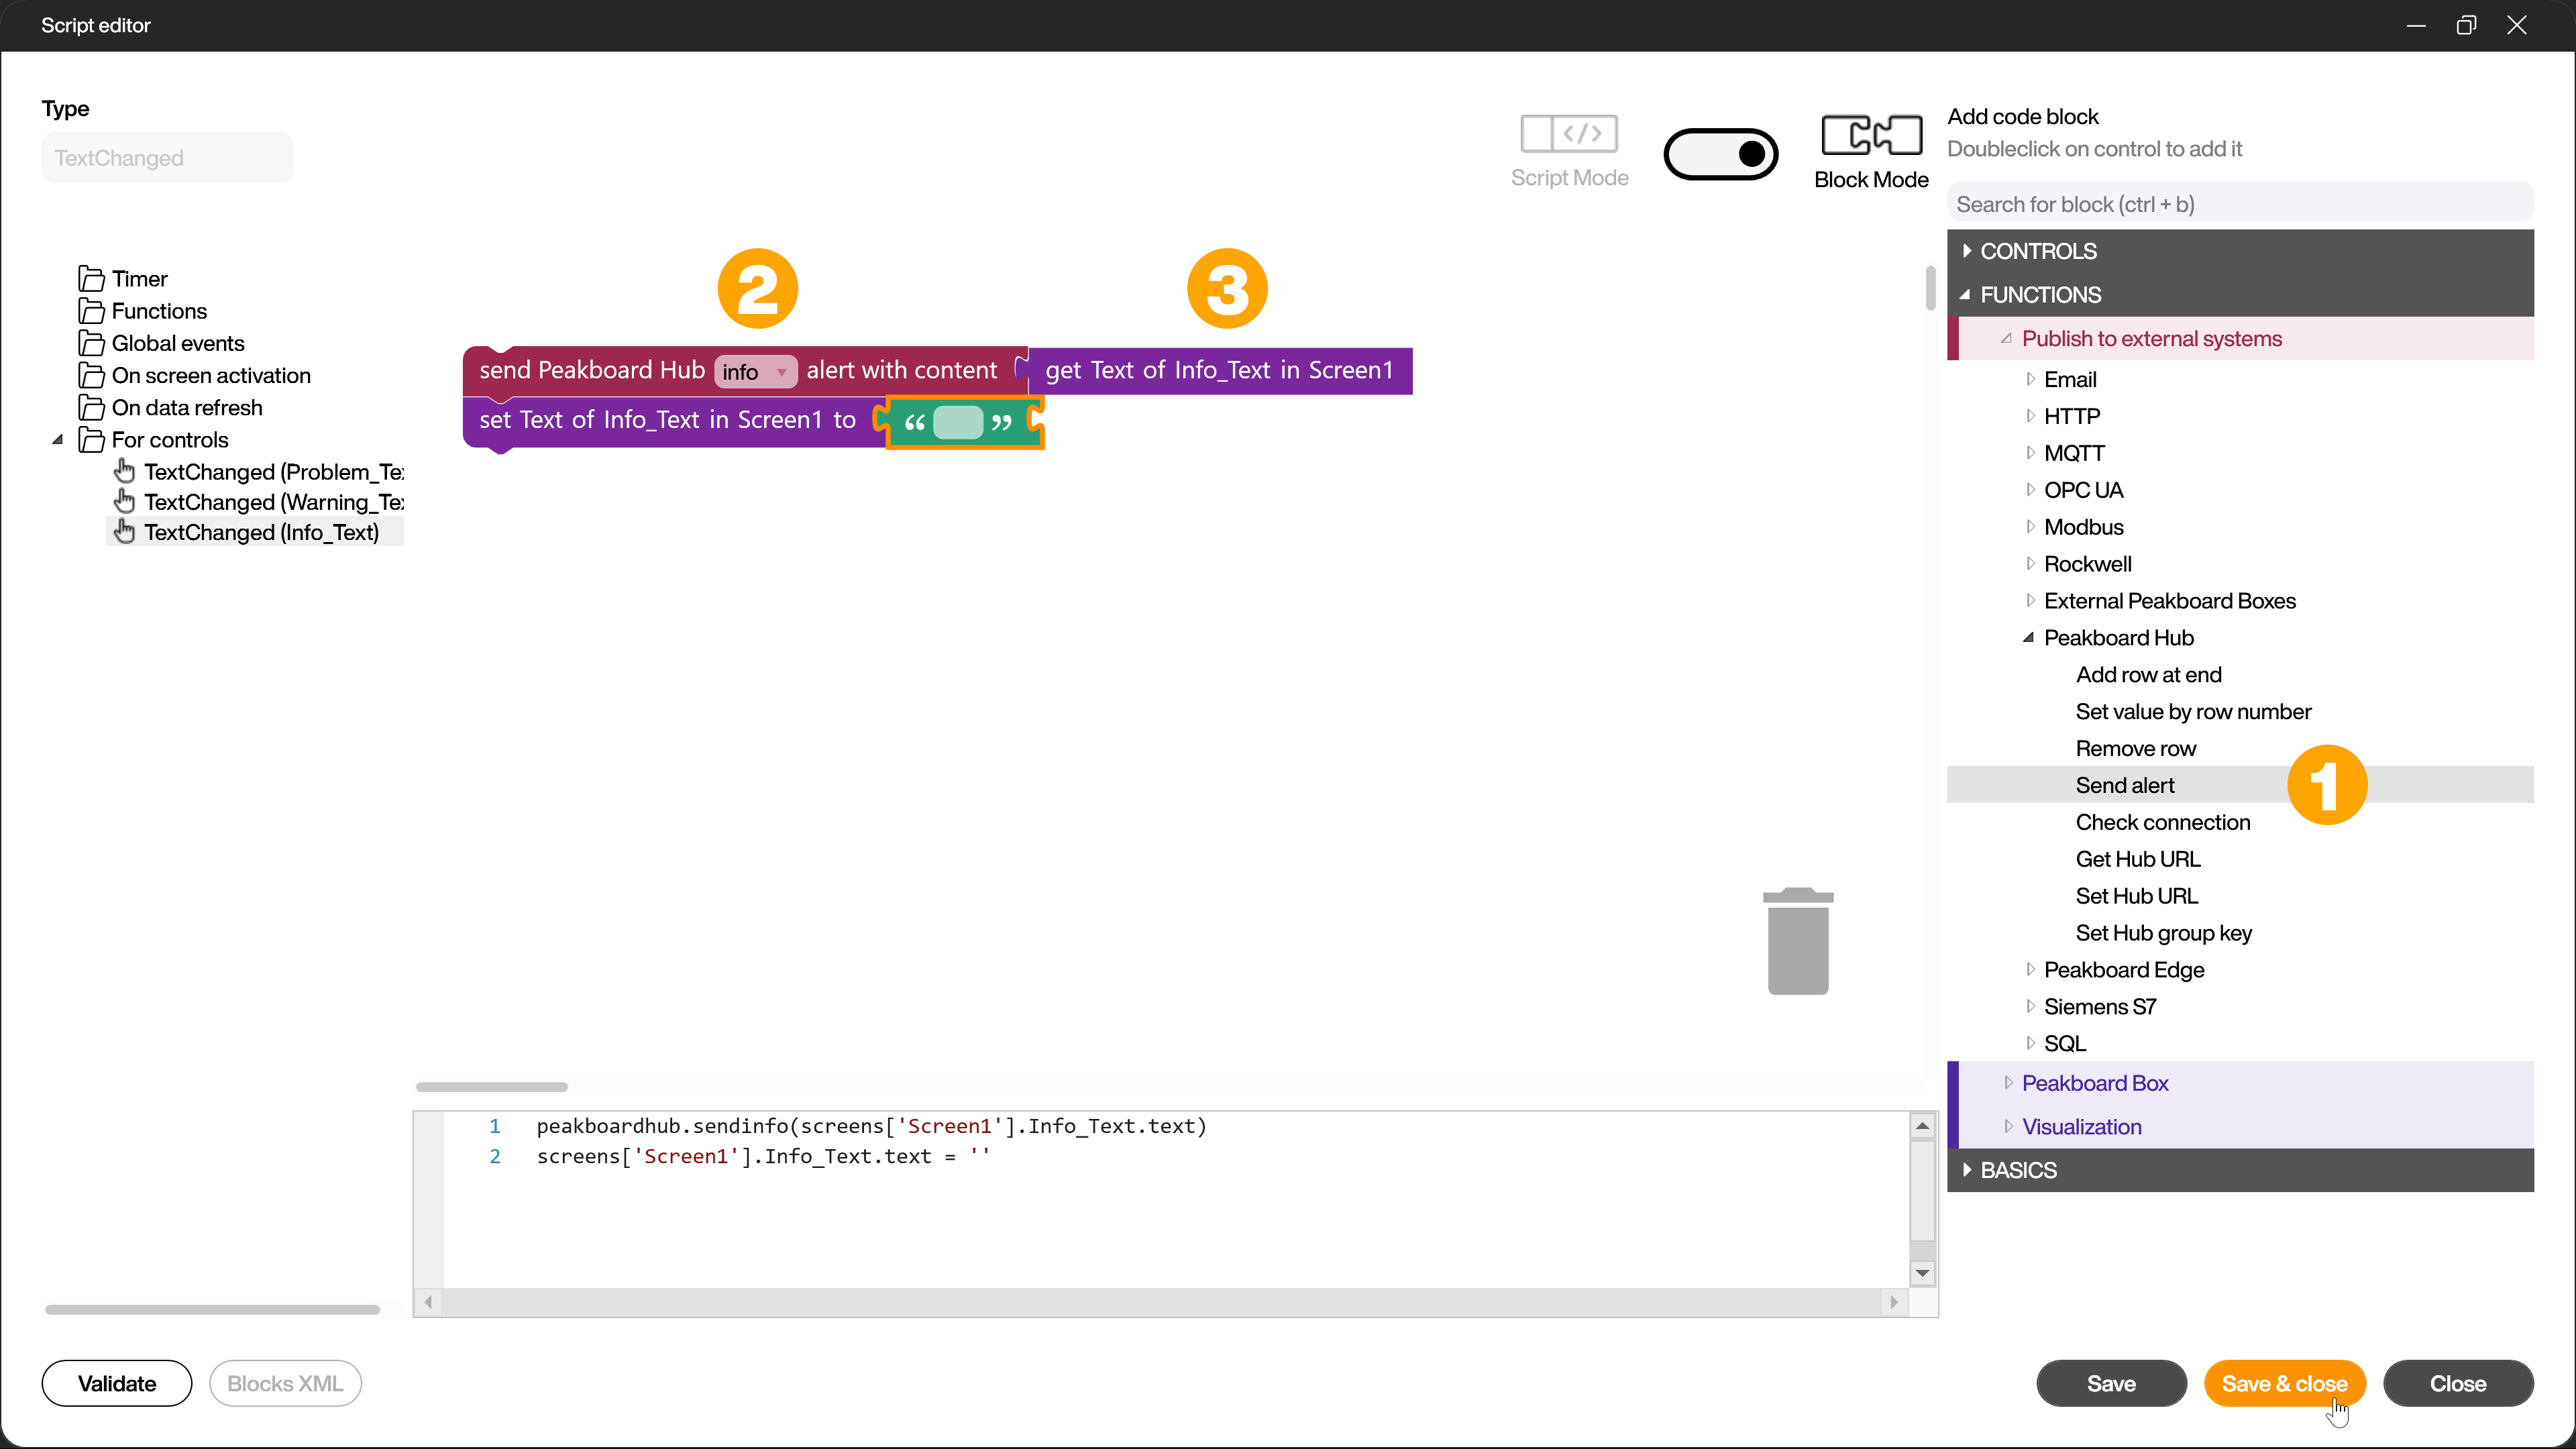 Script editor
Type
TextChanged
Script Mode
Block Mode
Timer
Functions
Global events
On screen activation
On data refresh
For controls
TextChanged (Problem_Te
TextChanged (Warning_Te
TextChanged (Info_Text)
2
3
send Peakboard Hub info alert with content get Text of Info_Text in Screen1
set Text of Info_Text in Screen1 to “ ”
1 peakboardhub.sendinfo(screens['Screen1'].Info_Text.text)
2 screens['Screen1'].Info_Text.text = ''
Add code block
Doubleclick on control to add it
Search for block (ctrl + b)
CONTROLS
FUNCTIONS
Publish to external systems
Email
HTTP
MQTT
OPC UA
Modbus
Rockwell
External Peakboard Boxes
Peakboard Hub
Add row at end
Set value by row number
Remove row
Send alert
1
Check connection
Get Hub URL
Set Hub URL
Set Hub group key
Peakboard Edge
Siemens S7
SQL
Peakboard Box
Visualization
BASICS
Validate
Blocks XML
Save
Save & close
Close